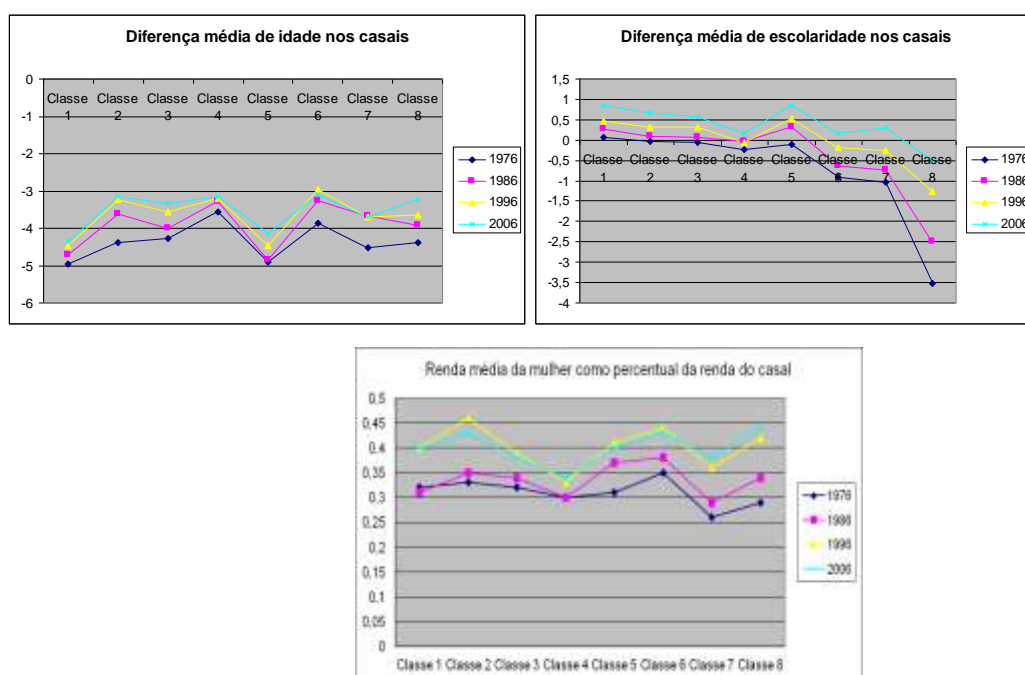 Diferença média de idade nos casais
0
-1
-2
-3
-4
-5
-6
Classe 1
Classe 2
Classe 3
Classe 4
Classe 5
Classe 6
Classe 7
Classe 8
1976
1986
1996
2006
Diferença média de escolaridade nos casais
1,5
1
0,5
0
-0,5
-1
-1,5
-2
-2,5
-3
-3,5
-4
Classe 1
Classe 2
Classe 3
Classe 4
Classe 5
Classe 6
Classe 7
Classe 8
1976
1986
1996
2006
Renda média da mulher como percentual da renda do casal
0,5
0,45
0,4
0,35
0,3
0,25
0,2
0,15
0,1
0,05
0
Classe 1 Classe 2 Classe 3 Classe 4 Classe 5 Classe 6 Classe 7 Classe 8
1976
1986
1996
2006